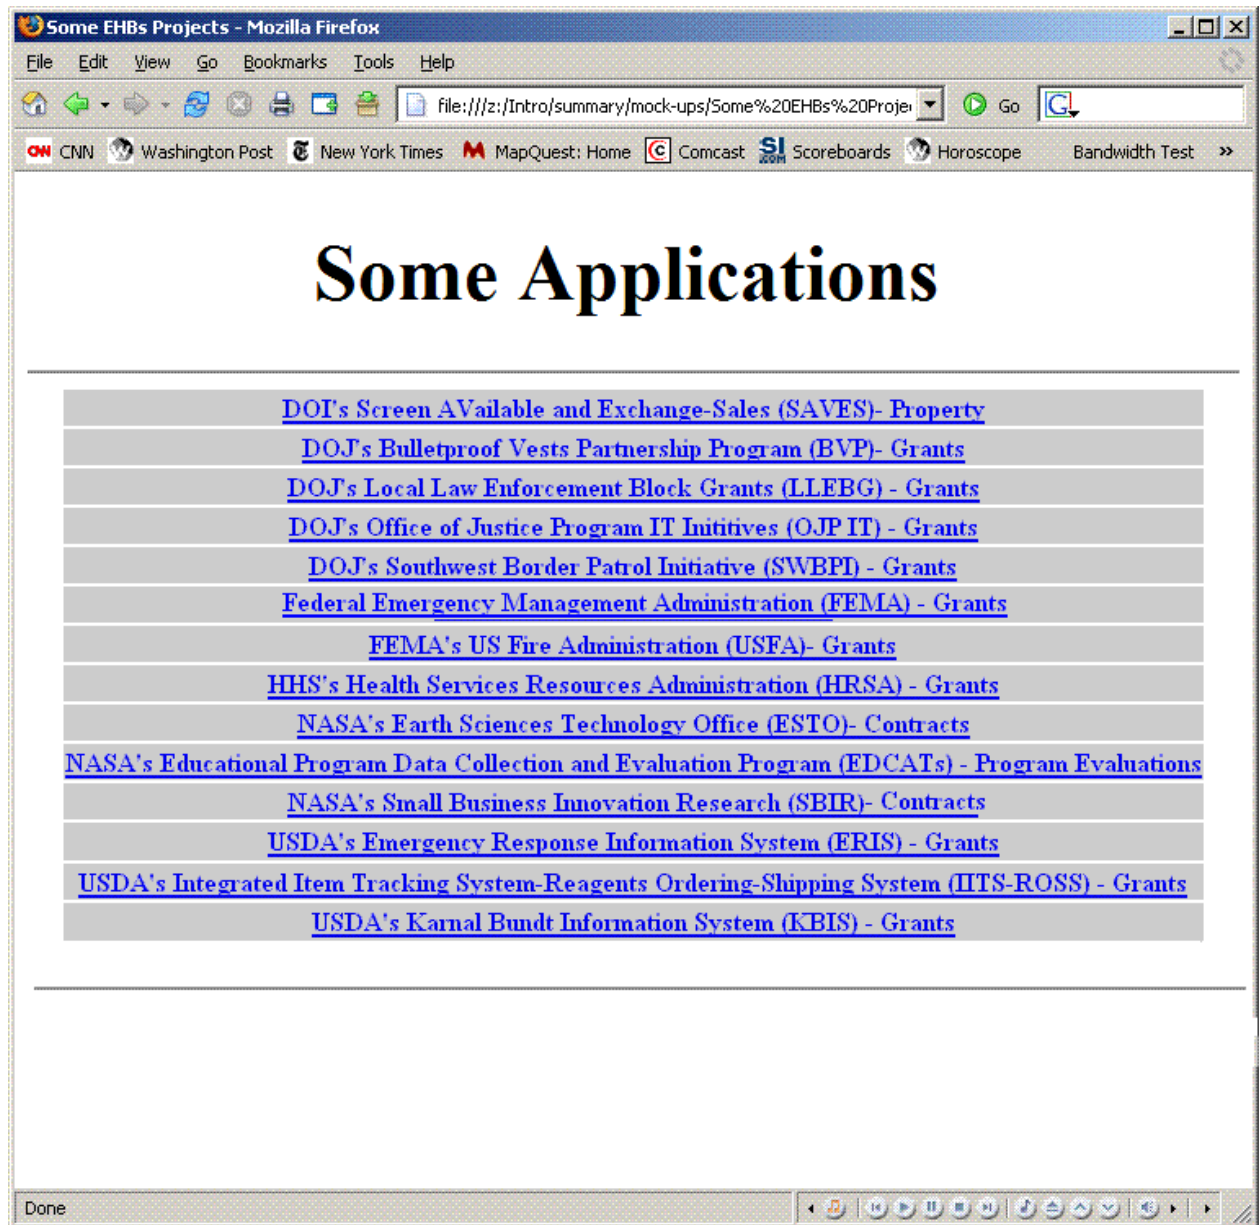 Some EHBs Projects - Mozilla Firefox
File Edit View Go Bookmarks Tools Help
file:///z:/Intro/summary/mock-ups/Some%20EHBs%20Proje Go G
CNN CNN Washington Post New York Times MapQuest: Home C Comcast SI.COM Scoreboards Horoscope Bandwidth Test »
Some Applications
DOI's Screen AVailable and Exchange-Sales (SAVES)- Property
DOJ's Bulletproof Vests Partnership Program (BVP)- Grants
DOJ's Local Law Enforcement Block Grants (LLEBG) - Grants
DOJ's Office of Justice Program IT Inititives (OJP IT) - Grants
DOJ's Southwest Border Patrol Initiative (SWBPI) - Grants
Federal Emergency Management Administration (FEMA) - Grants
FEMA's US Fire Administration (USFA)- Grants
HHS's Health Services Resources Administration (HRSA) - Grants
NASA's Earth Sciences Technology Office (ESTO)- Contracts
NASA's Educational Program Data Collection and Evaluation Program (EDCATs) - Program Evaluations
NASA's Small Business Innovation Research (SBIR)- Contracts
USDA's Emergency Response Information System (ERIS) - Grants
USDA's Integrated Item Tracking System-Reagents Ordering-Shipping System (IITS-ROSS) - Grants
USDA's Karnal Bundt Information System (KBIS) - Grants
Done